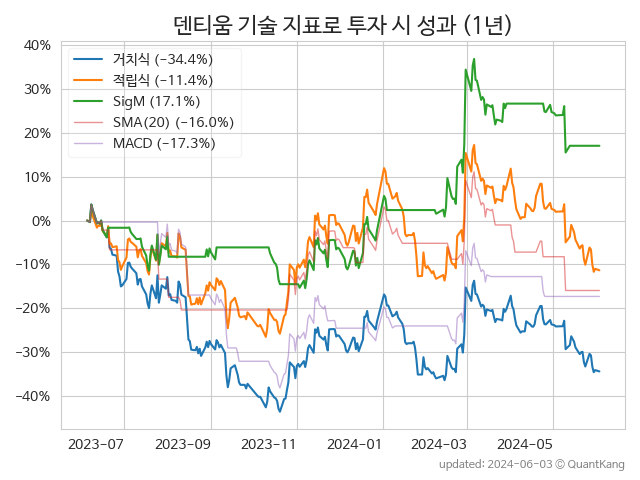 덴티움 기술 지표로 투자 시 성과 (1년)
40%
30%
20%
10%
0%
−10%
−20%
−30%
−40%
거치식 (−34.4%)
적립식 (−11.4%)
SigM (17.1%)
SMA(20) (−16.0%)
MACD (−17.3%)
2023-07
2023-09
2023-11
2024-01
2024-03
2024-05
updated: 2024-06-03 ⓒ QuantKang